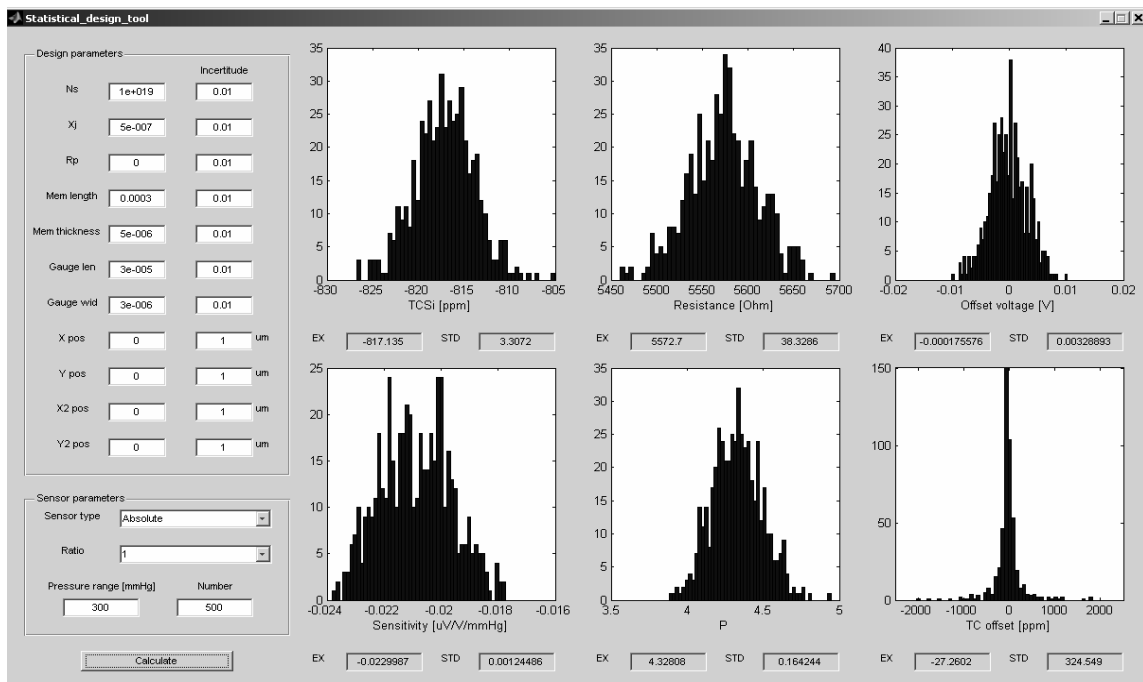 Statistical_design_tool
Design parameters
Incertitude
Ns 1e+019 0.01
Xj 5e-007 0.01
Rp 0 0.01
Mem length 0.0003 0.01
Mem thickness 5e-006 0.01
Gauge len 3e-005 0.01
Gauge wid 3e-006 0.01
X pos 0 1 um
Y pos 0 1 um
X2 pos 0 1 um
Y2 pos 0 1 um
Sensor parameters
Sensor type Absolute
Ratio 1
Pressure range [mmHg] Number
300 500
Calculate
35
30
25
20
15
10
5
0
-830 -825 -820 -815 -810 -805
TCSi [ppm]
EX -817.135 STD 3.3072
35
30
25
20
15
10
5
0
5450 5500 5550 5600 5650 5700
Resistance [Ohm]
EX 5572.7 STD 38.3286
40
35
30
25
20
15
10
5
0
-0.02 -0.01 0 0.01 0.02
Offset voltage [V]
EX -0.000175576 STD 0.00328893
25
20
15
10
5
0
-0.024 -0.022 -0.02 -0.018 -0.016
Sensitivity [uV/V/mmHg]
EX -0.0229987 STD 0.00124486
35
30
25
20
15
10
5
0
3.5 4 4.5 5
P
EX 4.32808 STD 0.164244
150
100
50
0
-2000 -1000 0 1000 2000
TC offset [ppm]
EX -27.2602 STD 324.549